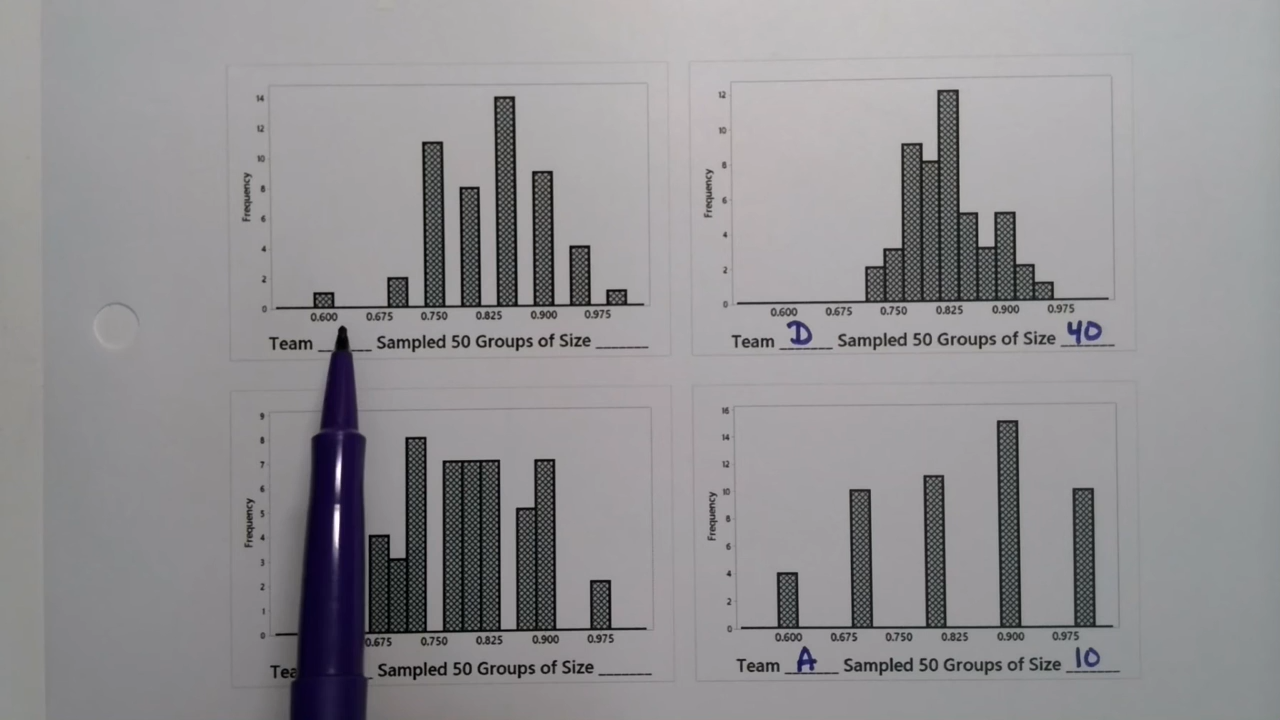 14
12
10
8
6
4
2
0
Frequency
0.600 0.675 0.750 0.825 0.900 0.975
Team ______ Sampled 50 Groups of Size ______
12
10
8
6
4
2
0
Frequency
0.600 0.675 0.750 0.825 0.900 0.975
Team D Sampled 50 Groups of Size 40
9
8
7
6
5
4
3
2
1
0
Frequency
0.675 0.750 0.825 0.900 0.975
Sampled 50 Groups of Size ______
16
14
12
10
8
6
4
2
0
Frequency
0.600 0.675 0.750 0.825 0.900 0.975
Team A Sampled 50 Groups of Size 10